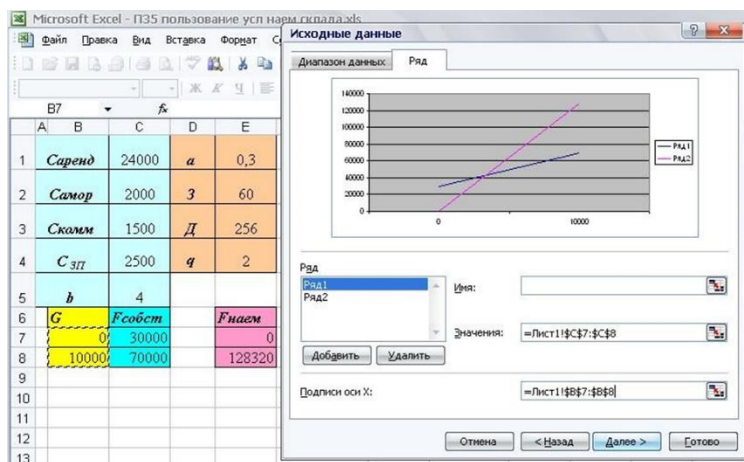 Microsoft Excel - П35 пользование усл наем склада.xls
Файл Правка Вид Вставка Формат С
Ж К Ч
B7 fx
A B C D E
1 Саренд 24000 а 0,3
2 Самор 2000 З 60
3 Скомм 1500 Д 256
4 СЗП 2500 q 2
5 b 4
6 G Fсобст Fнаем
7 0 30000 0
8 10000 70000 128320
9
10
11
12
13
Исходные данные
Диапазон данных Ряд
140000
120000
100000
80000
60000
40000
20000
0
0 10000
Ряд1
Ряд2
Ряд
Ряд1
Ряд2
Имя:
Значения: =Лист1!$C$7:$C$8
Добавить Удалить
Подписи оси X: =Лист1!$B$7:$B$8
Отмена < Назад Далее > Готово